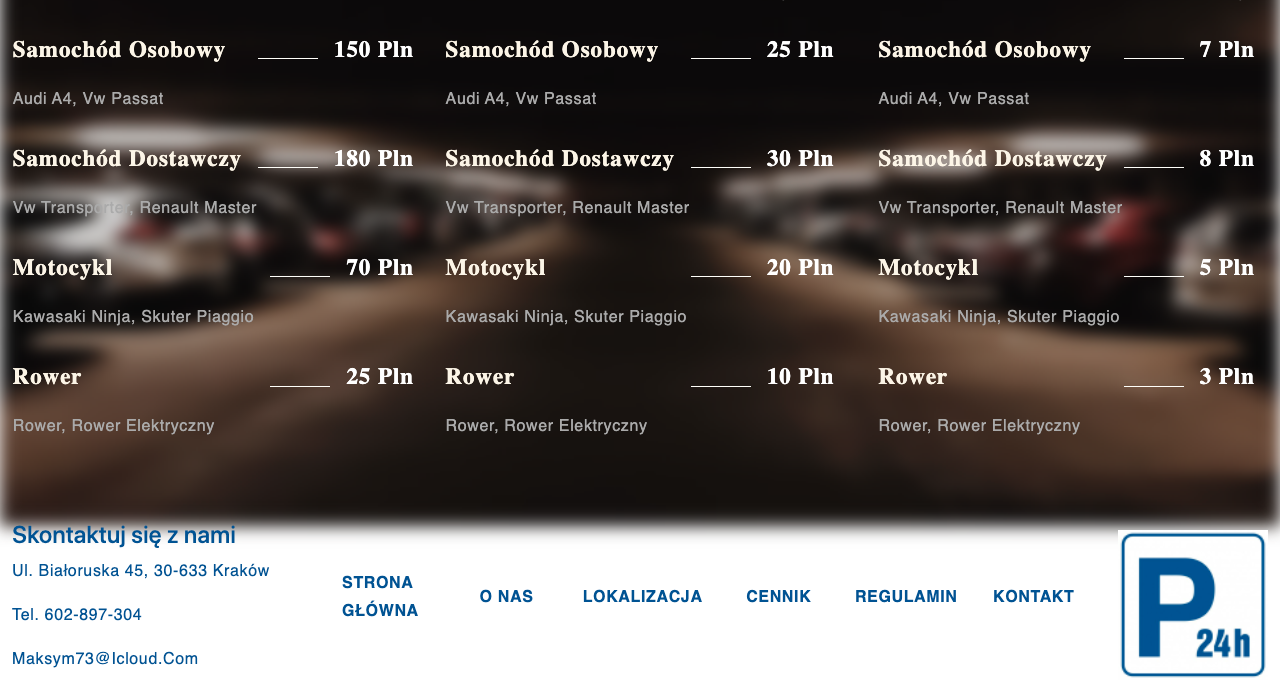 Samochód Osobowy 150 Pln
Audi A4, Vw Passat
Samochód Dostawczy 180 Pln
Vw Transporter, Renault Master
Motocykl 70 Pln
Kawasaki Ninja, Skuter Piaggio
Rower 25 Pln
Rower, Rower Elektryczny
Samochód Osobowy 25 Pln
Audi A4, Vw Passat
Samochód Dostawczy 30 Pln
Vw Transporter, Renault Master
Motocykl 20 Pln
Kawasaki Ninja, Skuter Piaggio
Rower 10 Pln
Rower, Rower Elektryczny
Samochód Osobowy 7 Pln
Audi A4, Vw Passat
Samochód Dostawczy 8 Pln
Vw Transporter, Renault Master
Motocykl 5 Pln
Kawasaki Ninja, Skuter Piaggio
Rower 3 Pln
Rower, Rower Elektryczny
Skontaktuj się z nami
Ul. Białoruska 45, 30-633 Kraków
Tel. 602-897-304
Maksym73@Icloud.Com
STRONA
GŁÓWNA
O NAS
LOKALIZACJA
CENNIK
REGULAMIN
KONTAKT
P
24h